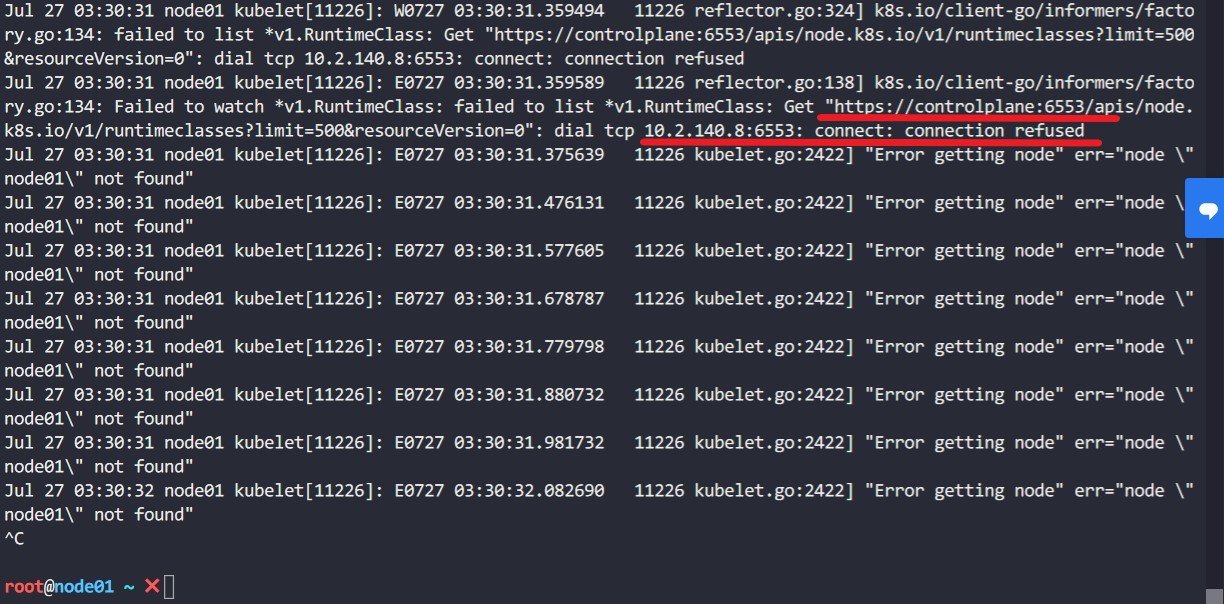 Jul 27 03:30:31 node01 kubelet[11226]: W0727 03:30:31.359494   11226 reflector.go:324] k8s.io/client-go/informers/facto
ry.go:134: failed to list *v1.RuntimeClass: Get "https://controlplane:6553/apis/node.k8s.io/v1/runtimeclasses?limit=500
&resourceVersion=0": dial tcp 10.2.140.8:6553: connect: connection refused
Jul 27 03:30:31 node01 kubelet[11226]: E0727 03:30:31.359589   11226 reflector.go:138] k8s.io/client-go/informers/facto
ry.go:134: Failed to watch *v1.RuntimeClass: failed to list *v1.RuntimeClass: Get "https://controlplane:6553/apis/node.
k8s.io/v1/runtimeclasses?limit=500&resourceVersion=0": dial tcp 10.2.140.8:6553: connect: connection refused
Jul 27 03:30:31 node01 kubelet[11226]: E0727 03:30:31.375639   11226 kubelet.go:2422] "Error getting node" err="node \"
node01\" not found"
Jul 27 03:30:31 node01 kubelet[11226]: E0727 03:30:31.476131   11226 kubelet.go:2422] "Error getting node" err="node \
node01\" not found"
Jul 27 03:30:31 node01 kubelet[11226]: E0727 03:30:31.577605   11226 kubelet.go:2422] "Error getting node" err="node \"
node01\" not found"
Jul 27 03:30:31 node01 kubelet[11226]: E0727 03:30:31.678787   11226 kubelet.go:2422] "Error getting node" err="node \"
node01\" not found"
Jul 27 03:30:31 node01 kubelet[11226]: E0727 03:30:31.779798   11226 kubelet.go:2422] "Error getting node" err="node \"
node01\" not found"
Jul 27 03:30:31 node01 kubelet[11226]: E0727 03:30:31.880732   11226 kubelet.go:2422] "Error getting node" err="node \"
node01\" not found"
Jul 27 03:30:31 node01 kubelet[11226]: E0727 03:30:31.981732   11226 kubelet.go:2422] "Error getting node" err="node \"
node01\" not found"
Jul 27 03:30:32 node01 kubelet[11226]: E0727 03:30:32.082690   11226 kubelet.go:2422] "Error getting node" err="node \"
node01\" not found"
^C
root@node01 ~ ✕